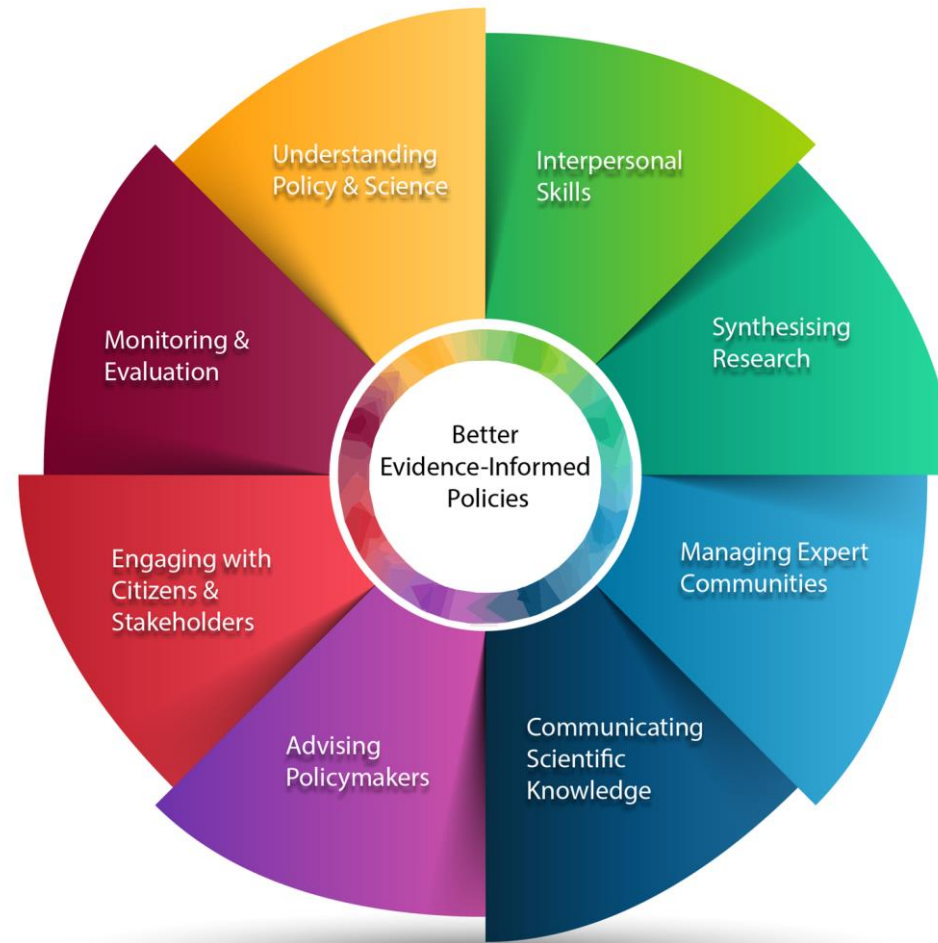 Understanding
Policy & Science
Interpersonal
Skills
Synthesising
Research
Managing Expert
Communities
Communicating
Scientific
Knowledge
Advising
Policymakers
Engaging with
Citizens &
Stakeholders
Monitoring &
Evaluation
Better
Evidence-Informed
Policies